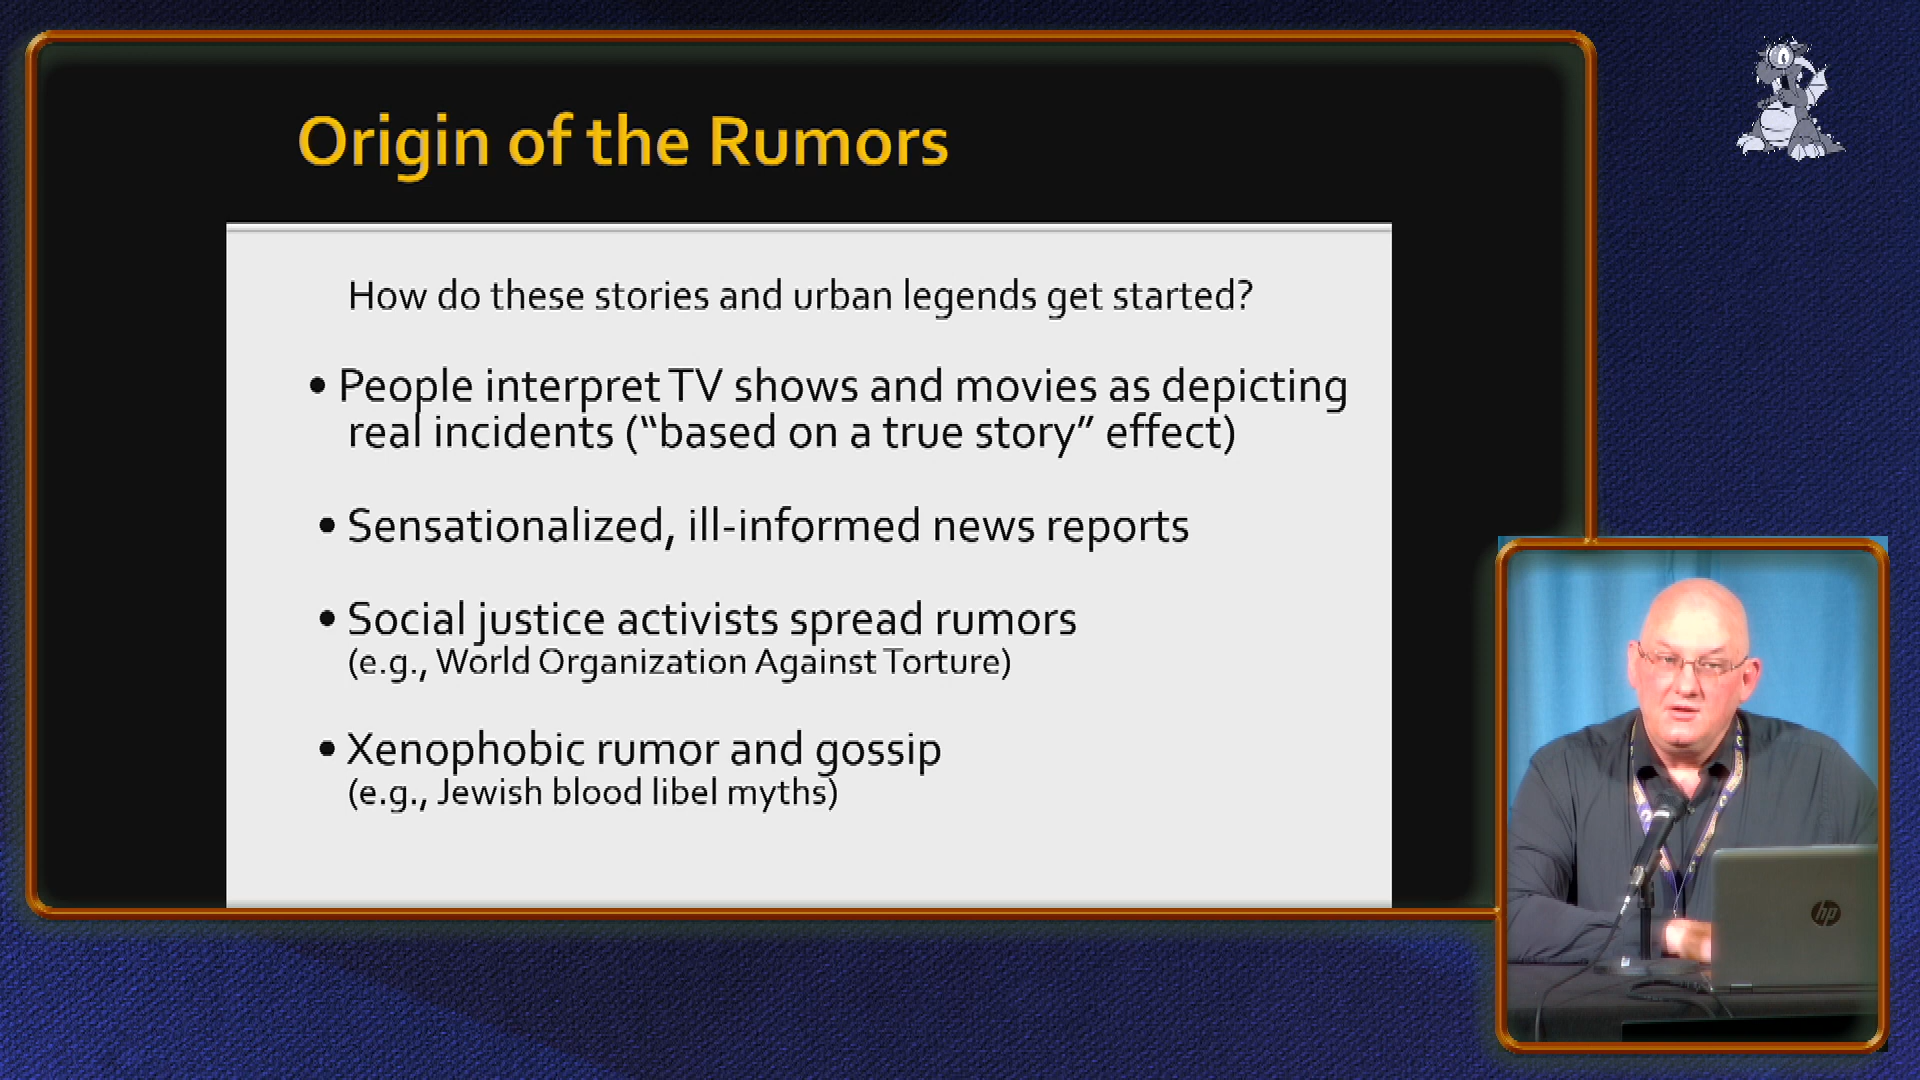 Origin of the Rumors
How do these stories and urban legends get started?
• People interpret TV shows and movies as depicting
real incidents (“based on a true story” effect)
• Sensationalized, ill-informed news reports
• Social justice activists spread rumors
(e.g., World Organization Against Torture)
• Xenophobic rumor and gossip
(e.g., Jewish blood libel myths)
hp